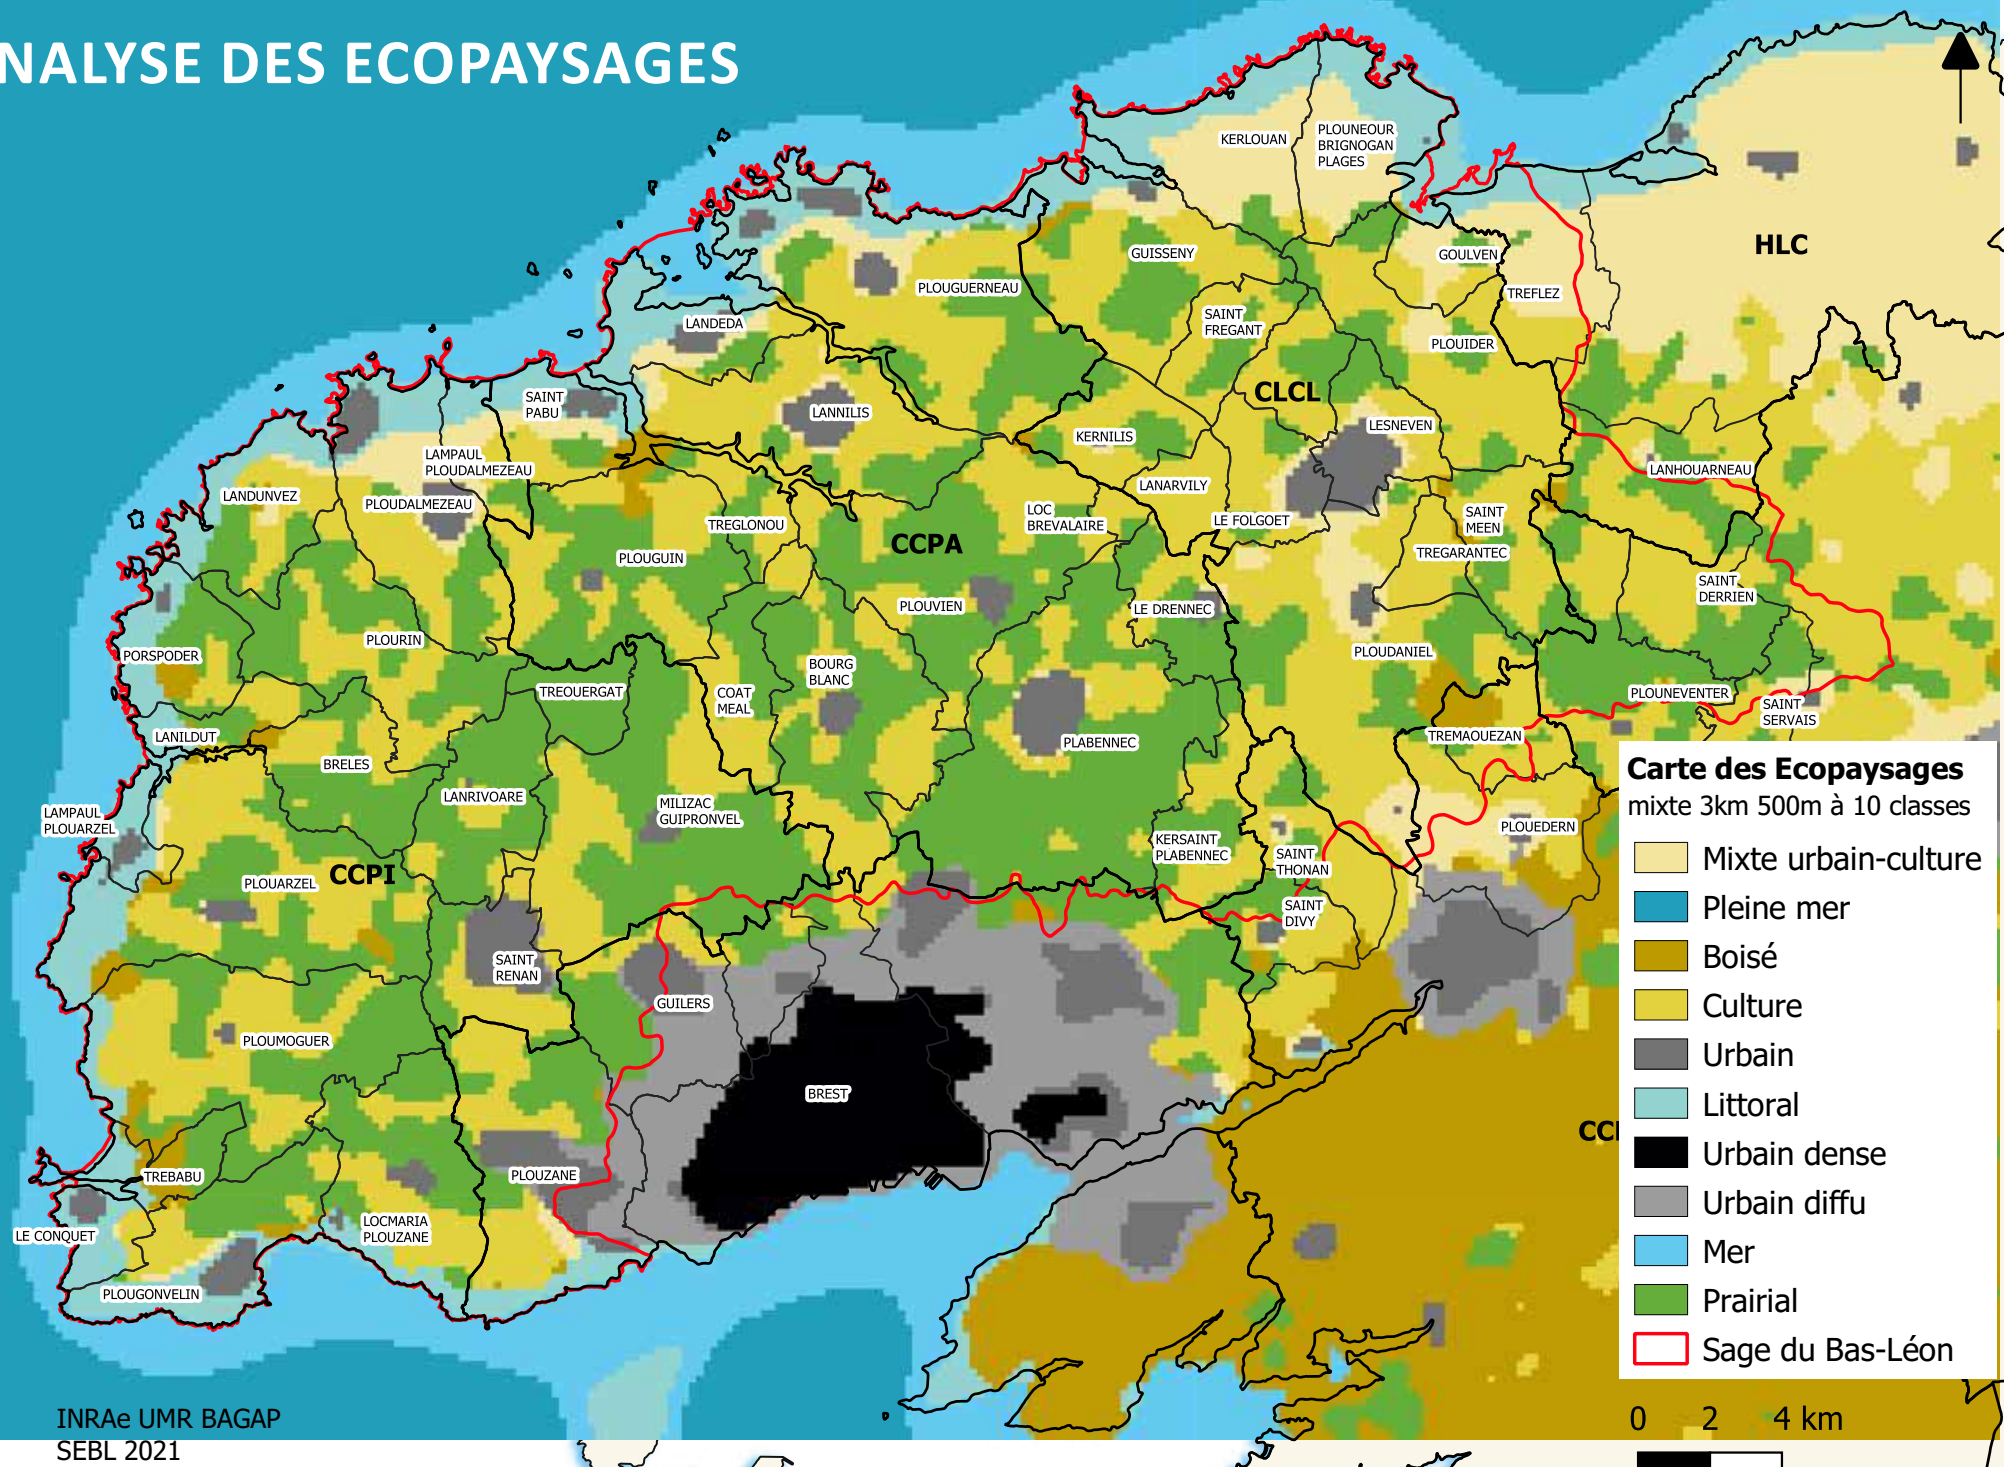 NALYSE DES ECOPAYSAGES
KERLOUAN
PLOUNEOUR
BRIGNOGAN
PLAGES
HLC
GUISSENY
GOULVEN
PLOUGUERNEAU
TREFLEZ
LANDEDA
SAINT
FREGANT
PLOUIDER
SAINT
PABU
CLCL
LANNILIS
LESNEVEN
KERNILIS
LAMPAUL
PLOUDALMEZEAU
LANHOUARNEAU
LANARVILY
LANDUNVEZ
PLOUDALMEZEAU
LOC
BREVALAIRE
TREGLONOU
LE FOLGOET
SAINT
MEEN
CCPA
PLOUGUIN
TREGARANTEC
SAINT
DERRIEN
PLOUVIEN
LE DRENNEC
PLOURIN
PORSPODER
PLOUDANIEL
BOURG
BLANC
TREOUERGAT
COAT
MEAL
PLOUNEVENTER
SAINT
SERVAIS
LANILDUT
PLABENNEC
TREMAOUEZAN
BRELES
LANRIVOARE
MILIZAC
GUIPRONVEL
LAMPAUL
PLOUARZEL
PLOUEDERN
KERSAINT
PLABENNEC
SAINT
THONAN
PLOUARZEL
CCPI
SAINT
DIVY
SAINT
RENAN
GUILERS
PLOUMOGUER
BREST
CCI
TREBABU
PLOUZANE
LE CONQUET
LOCMARIA
PLOUZANE
PLOUGONVELIN
Carte des Ecopaysages
mixte 3km 500m à 10 classes
Mixte urbain-culture
Pleine mer
Boisé
Culture
Urbain
Littoral
Urbain dense
Urbain diffu
Mer
Prairial
Sage du Bas-Léon
0 2 4 km
INRAe UMR BAGAP
SEBL 2021